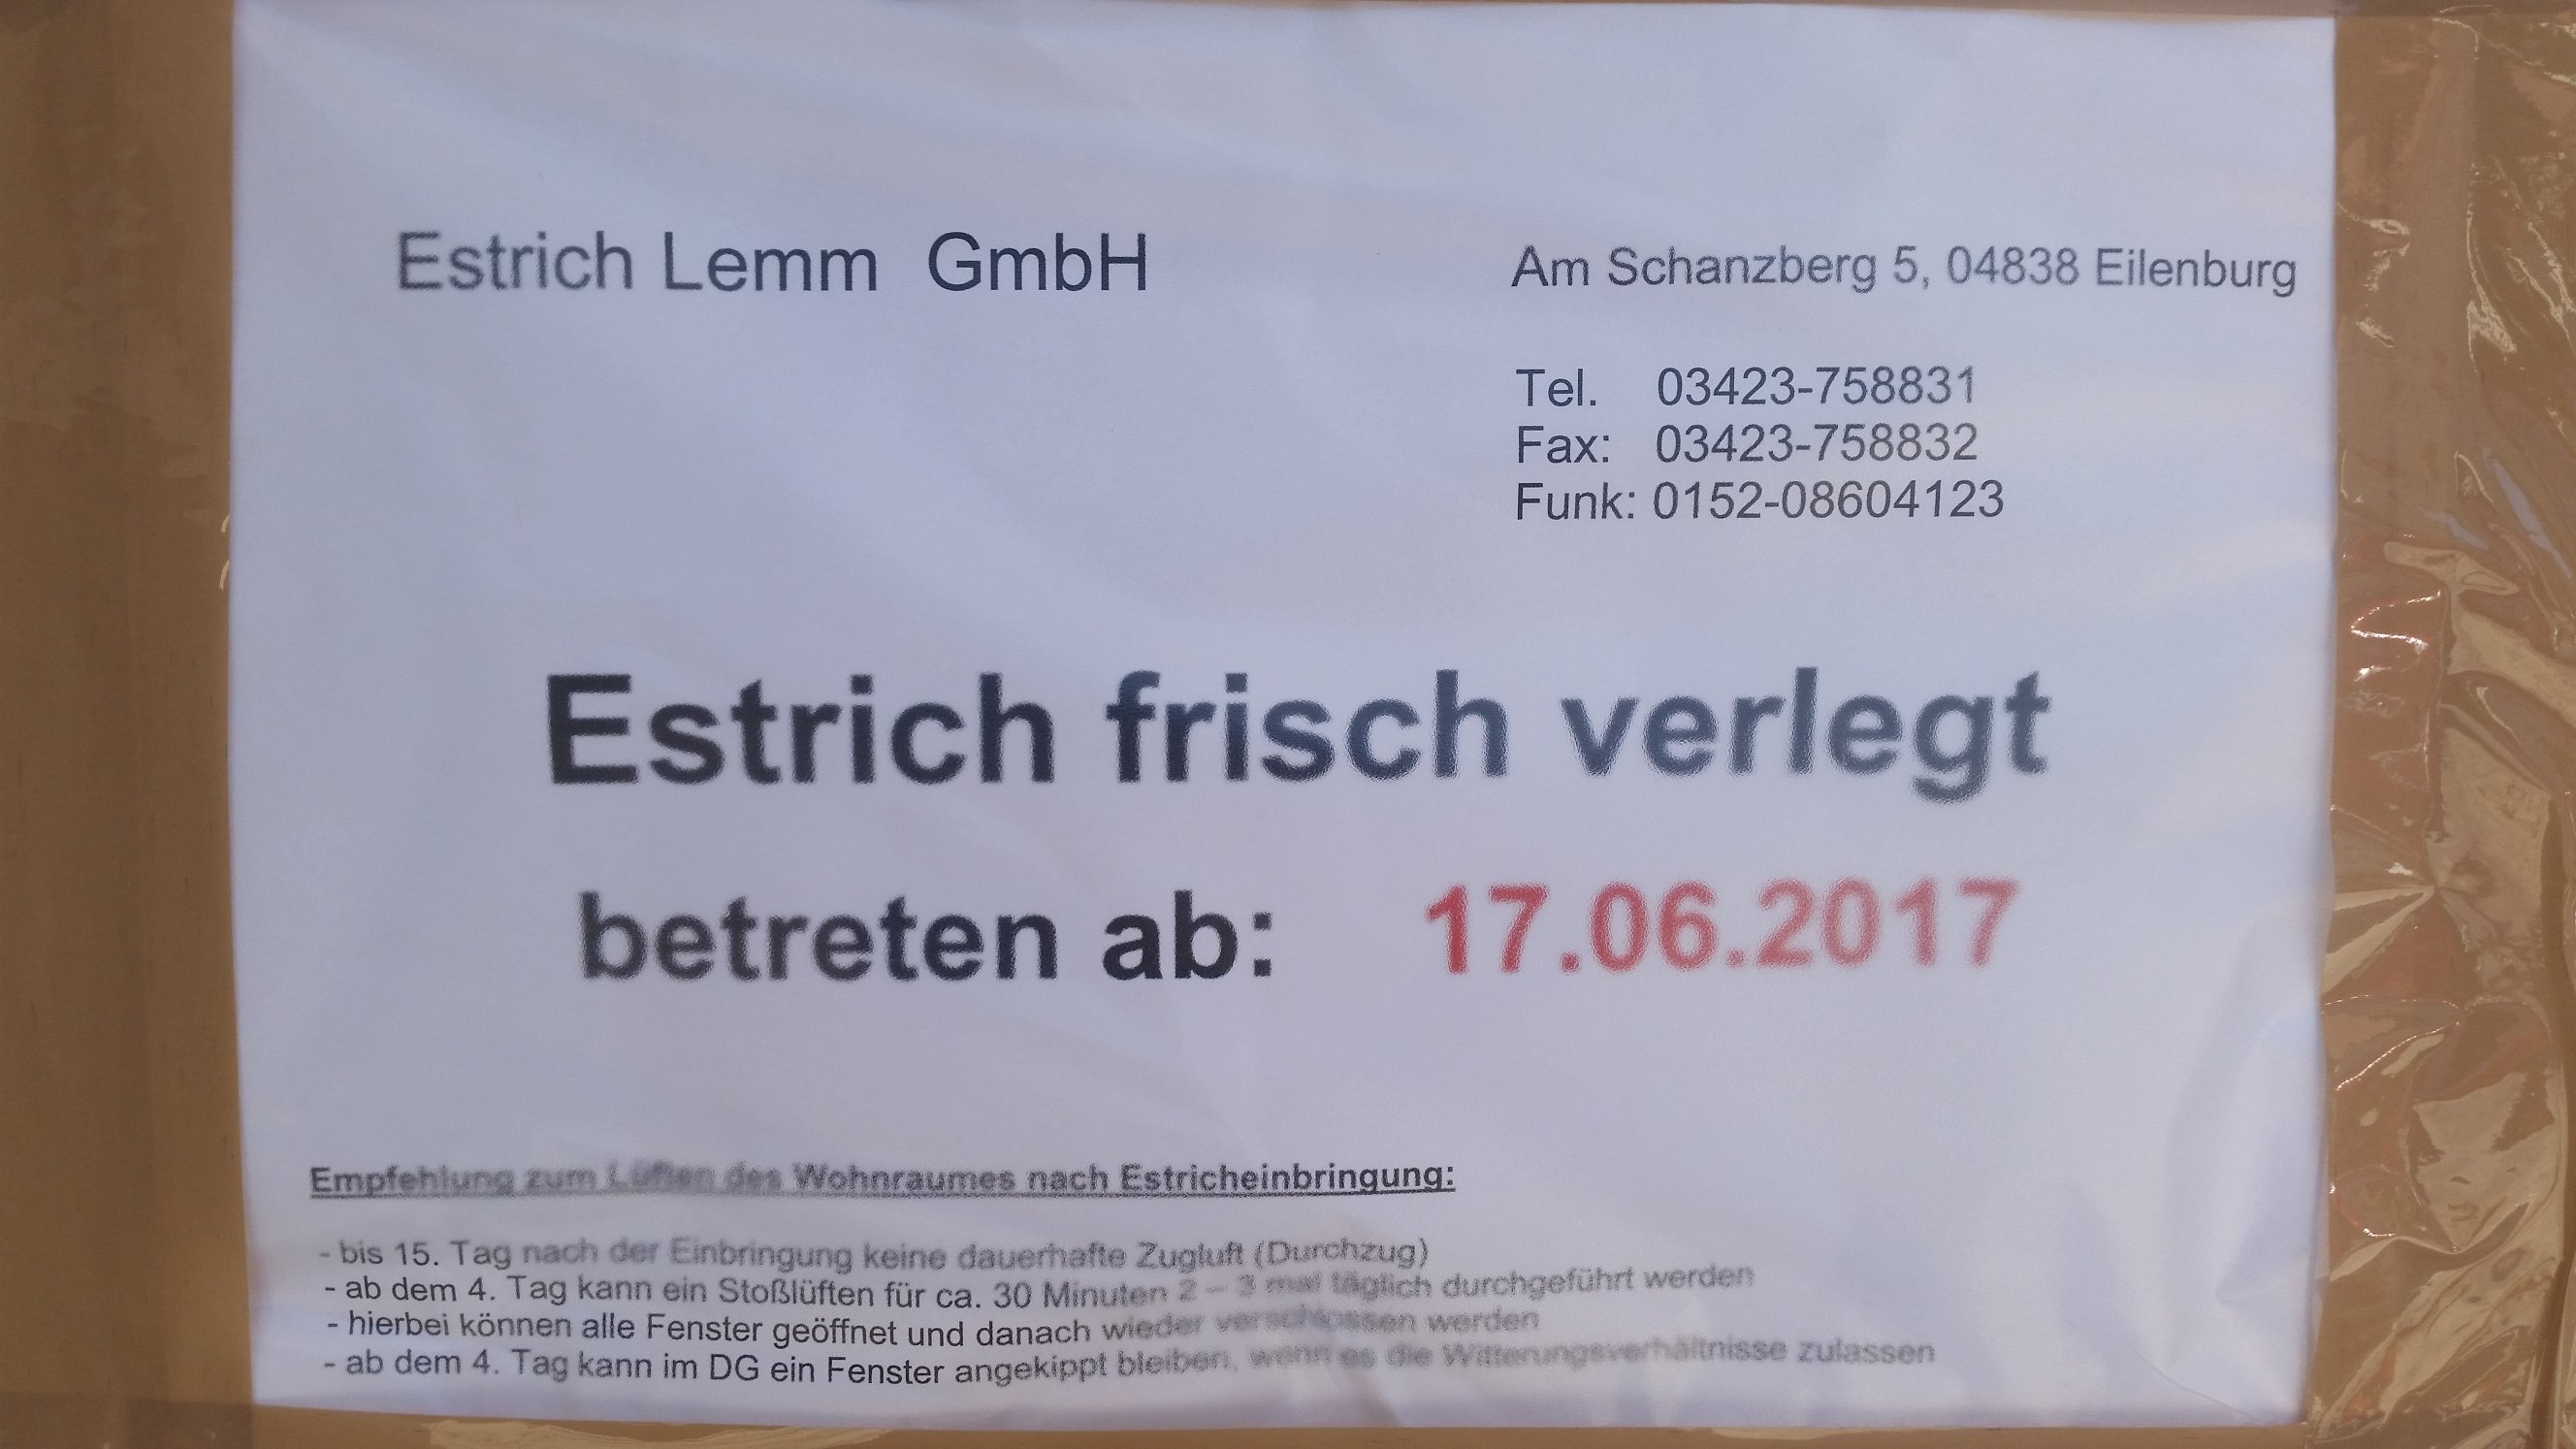 Estrich Lemm GmbH
Am Schanzberg 5, 04838 Eilenburg
Tel. 03423-758831
Fax: 03423-758832
Funk: 0152-08604123
Estrich frisch verlegt
betreten ab: 17.06.2017
Empfehlung zum Lüften des Wohnraumes nach Estricheinbringung:
- bis 15. Tag nach der Einbringung keine dauerhafte Zugluft (Durchzug)
- ab dem 4. Tag kann ein Stoßlüften für ca. 30 Minuten 2 – 3 mal täglich durchgeführt werden
- hierbei können alle Fenster geöffnet und danach wieder verschlossen werden
- ab dem 4. Tag kann im DG ein Fenster angekippt bleiben, wenn es die Witterungsverhältnisse zulassen